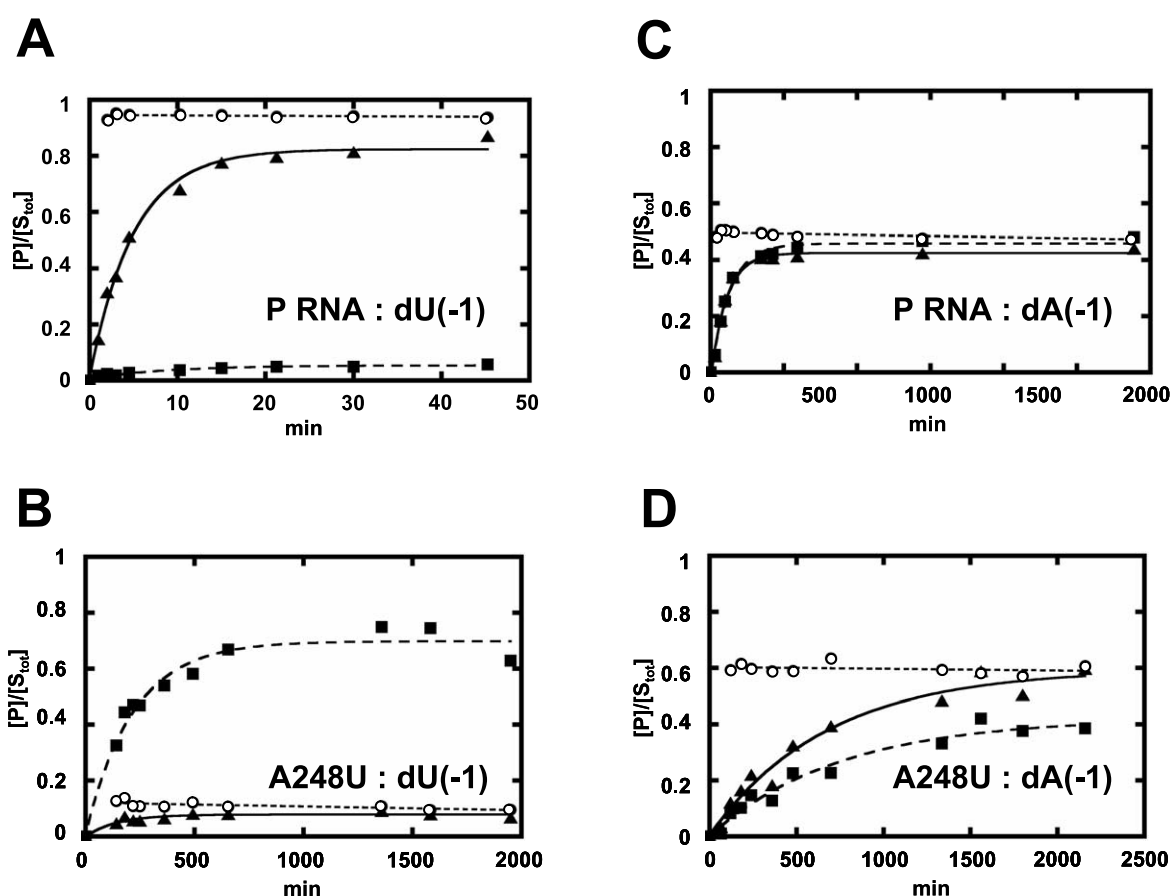 A
1
0.8
0.6
0.4
0.2
0
[P]/[Stot]
P RNA : dU(-1)
0 10 20 30 40 50
min
B
1
0.8
0.6
0.4
0.2
0
[P]/[Stot]
A248U : dU(-1)
0 500 1000 1500 2000
min
C
1
0.8
0.6
0.4
0.2
0
[P]/[Stot]
P RNA : dA(-1)
0 500 1000 1500 2000
min
D
1
0.8
0.6
0.4
0.2
0
[P]/[Stot]
A248U : dA(-1)
0 500 1000 1500 2000 2500
min